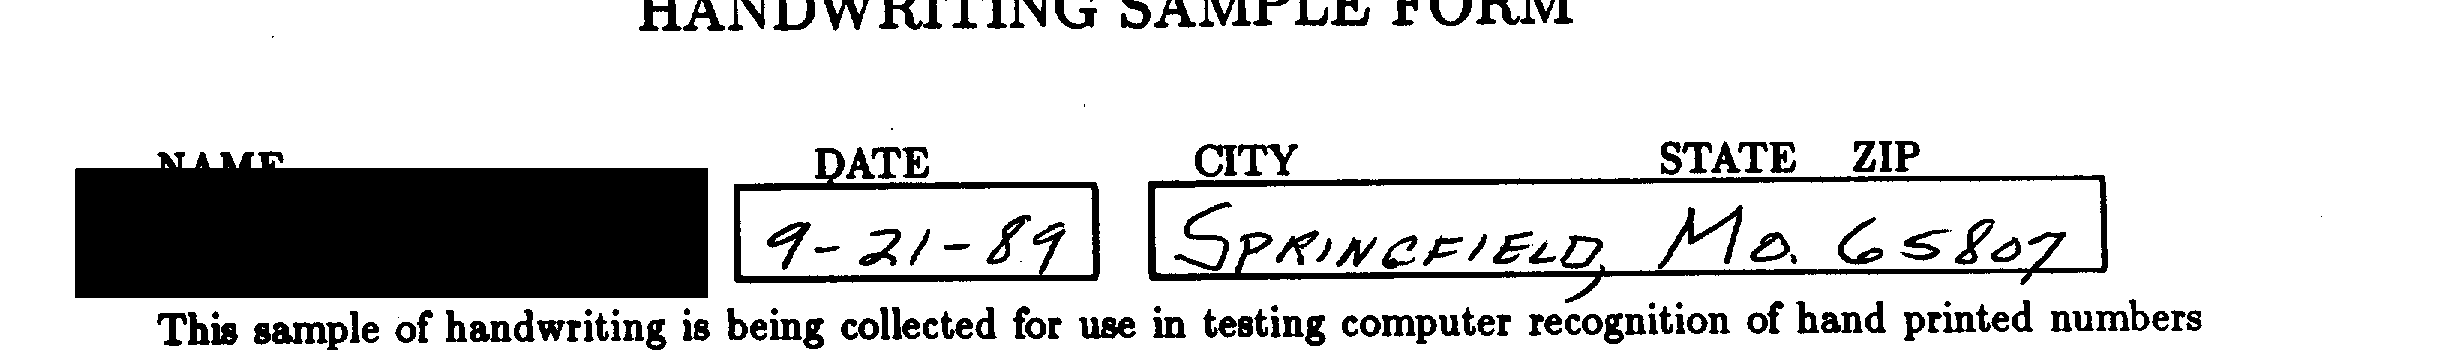 HANDWRITING SAMPLE FORM
NAME DATE CITY STATE ZIP
9-21-89 SPRINGFIELD, MO. 65807
This sample of handwriting is being collected for use in testing computer recognition of hand printed numbers